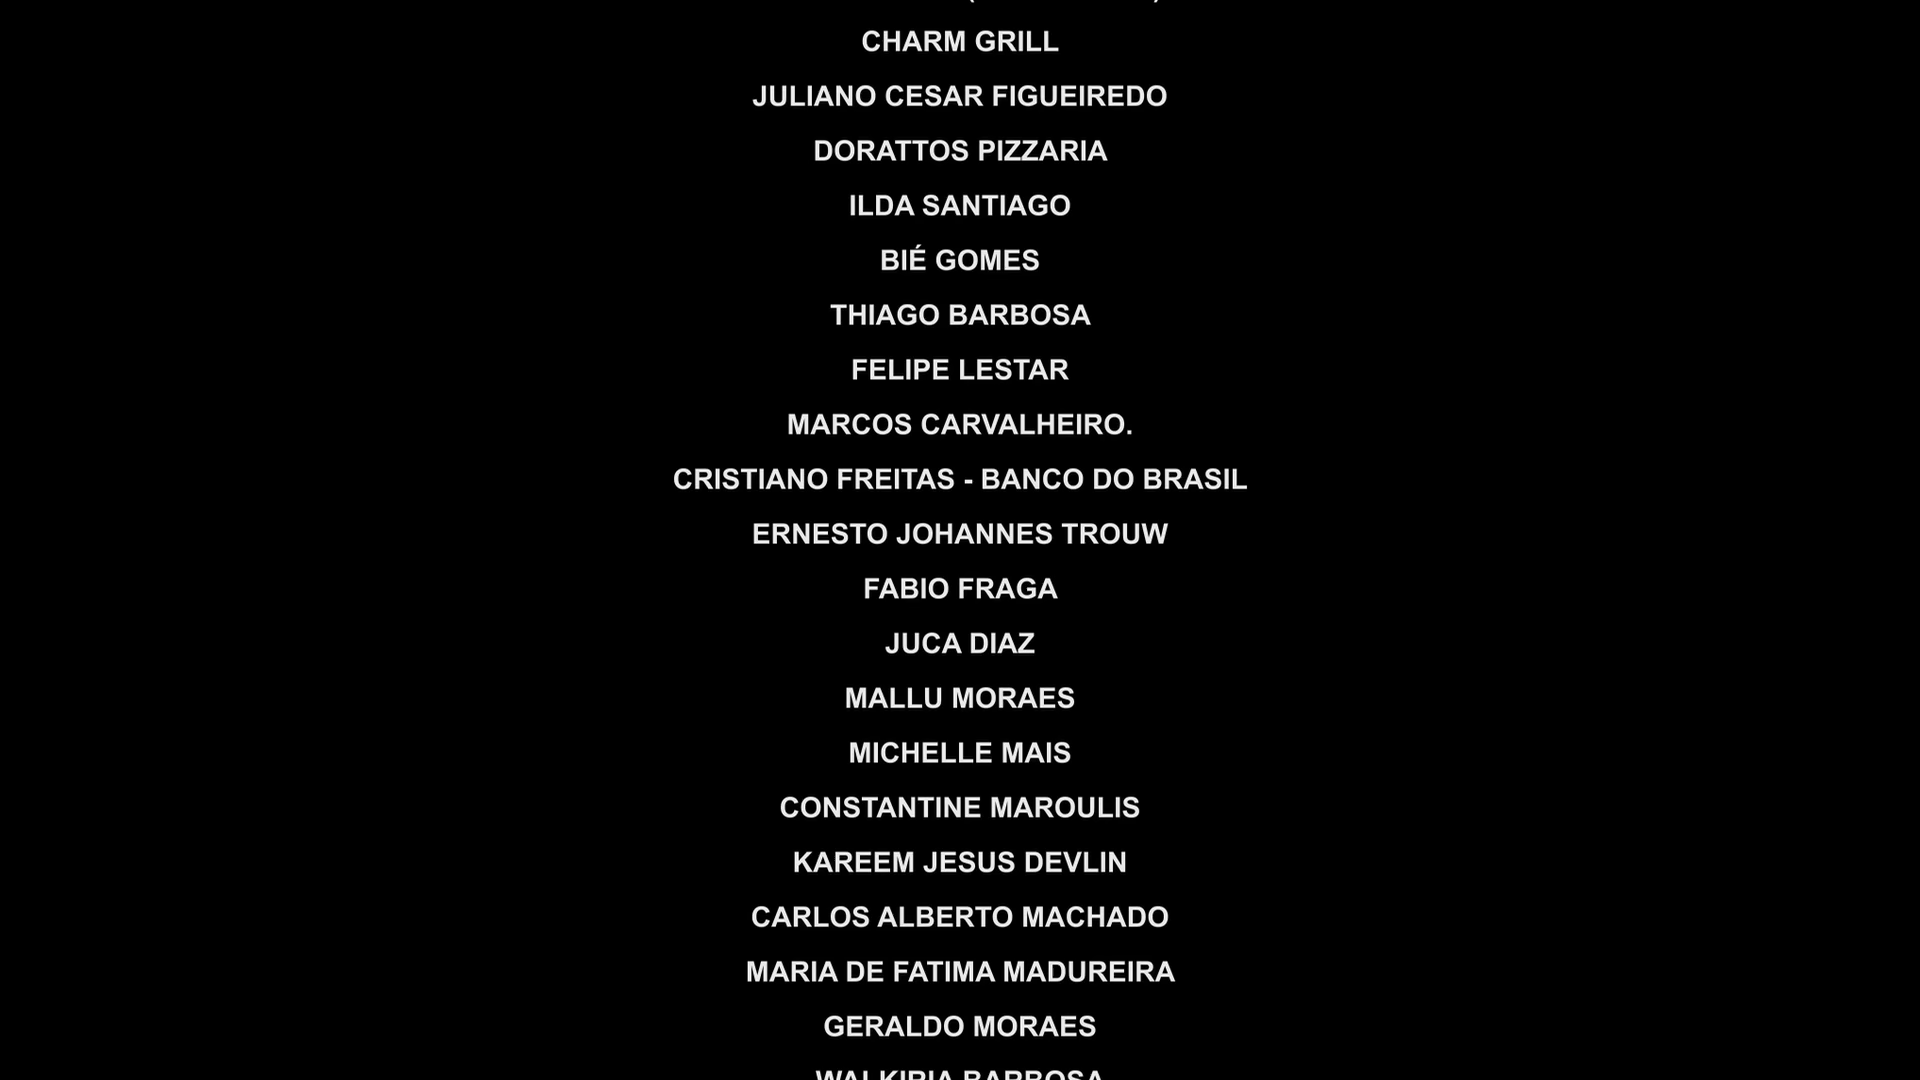 CHARM GRILL
JULIANO CESAR FIGUEIREDO
DORATTOS PIZZARIA
ILDA SANTIAGO
BIÉ GOMES
THIAGO BARBOSA
FELIPE LESTAR
MARCOS CARVALHEIRO.
CRISTIANO FREITAS - BANCO DO BRASIL
ERNESTO JOHANNES TROUW
FABIO FRAGA
JUCA DIAZ
MALLU MORAES
MICHELLE MAIS
CONSTANTINE MAROULIS
KAREEM JESUS DEVLIN
CARLOS ALBERTO MACHADO
MARIA DE FATIMA MADUREIRA
GERALDO MORAES
WALKIRIA BARBOSA